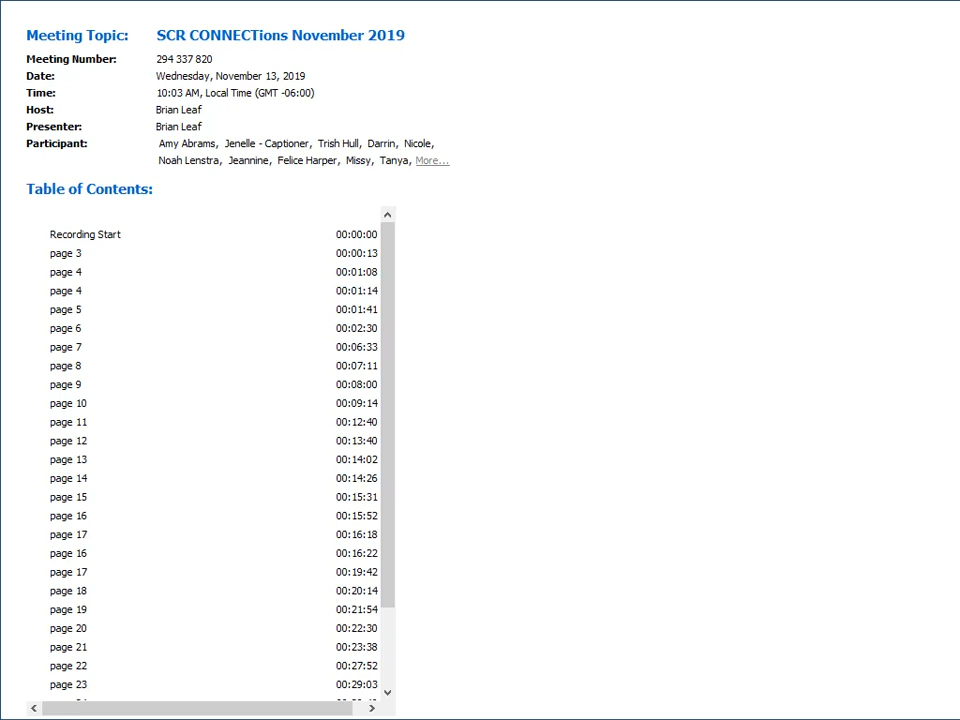 Meeting Topic: SCR CONNECTions November 2019
Meeting Number: 294 337 820
Date: Wednesday, November 13, 2019
Time: 10:03 AM, Local Time (GMT -06:00)
Host: Brian Leaf
Presenter: Brian Leaf
Participant: Amy Abrams, Jenelle - Captioner, Trish Hull, Darrin, Nicole,
Noah Lenstra, Jeannine, Felice Harper, Missy, Tanya, More...
Table of Contents:
Recording Start 00:00:00
page 3 00:00:13
page 4 00:01:08
page 4 00:01:14
page 5 00:01:41
page 6 00:02:30
page 7 00:06:33
page 8 00:07:11
page 9 00:08:00
page 10 00:09:14
page 11 00:12:40
page 12 00:13:40
page 13 00:14:02
page 14 00:14:26
page 15 00:15:31
page 16 00:15:52
page 17 00:16:18
page 16 00:16:22
page 17 00:19:42
page 18 00:20:14
page 19 00:21:54
page 20 00:22:30
page 21 00:23:38
page 22 00:27:52
page 23 00:29:03